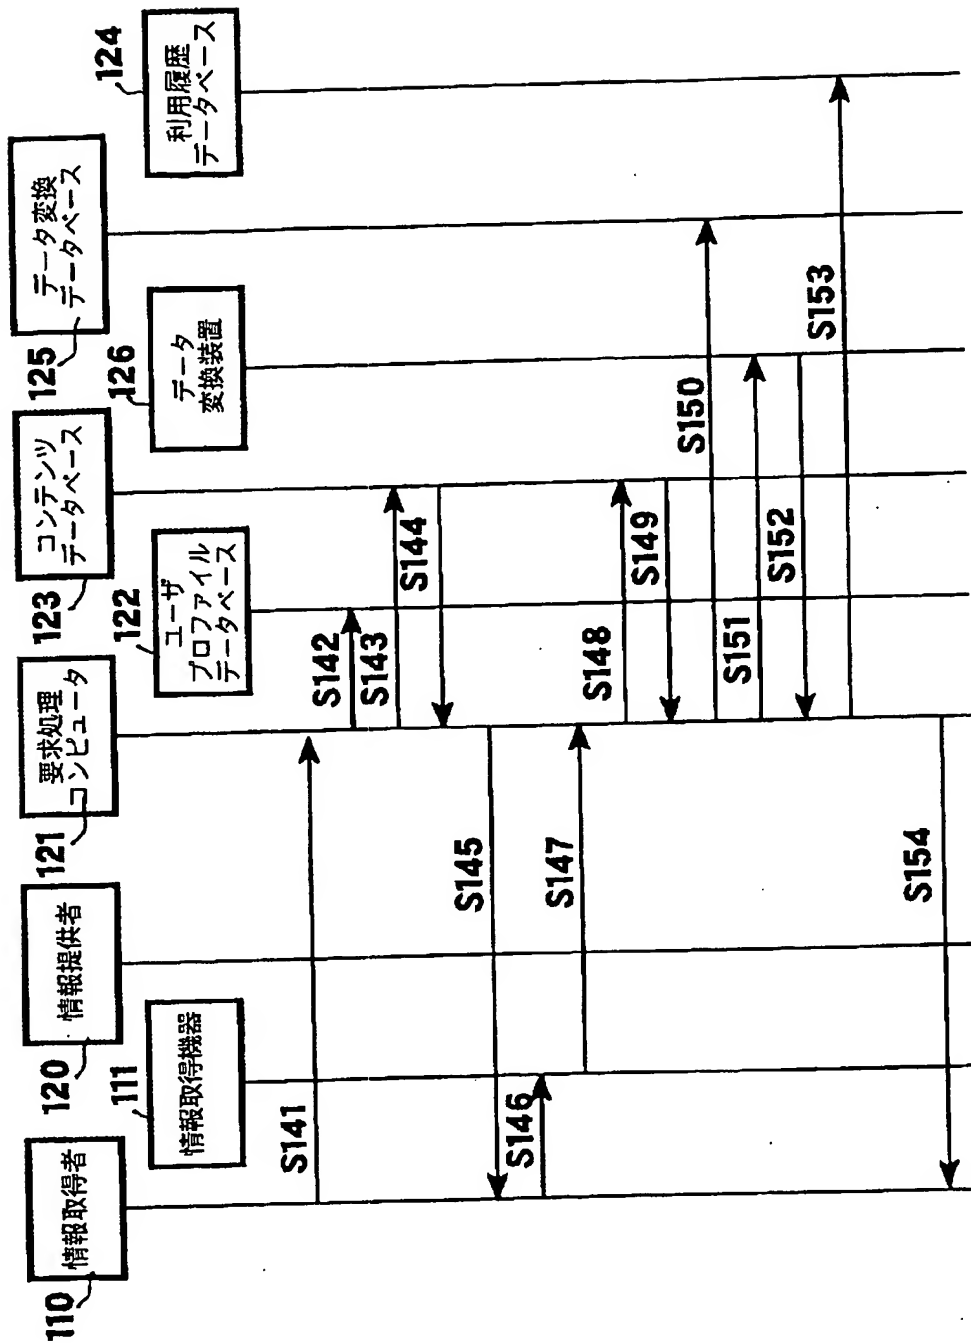 110
情報取得者
111
情報取得機器
120
情報提供者
121
要求処理
コンピュータ
122
ユーザ
プロファイル
データベース
123
コンテンツ
データベース
126
データ
変換装置
125
データ変換
データベース
124
利用履歴
データベース
S141
S142
S143
S144
S145
S146
S147
S148
S149
S150
S151
S152
S153
S154